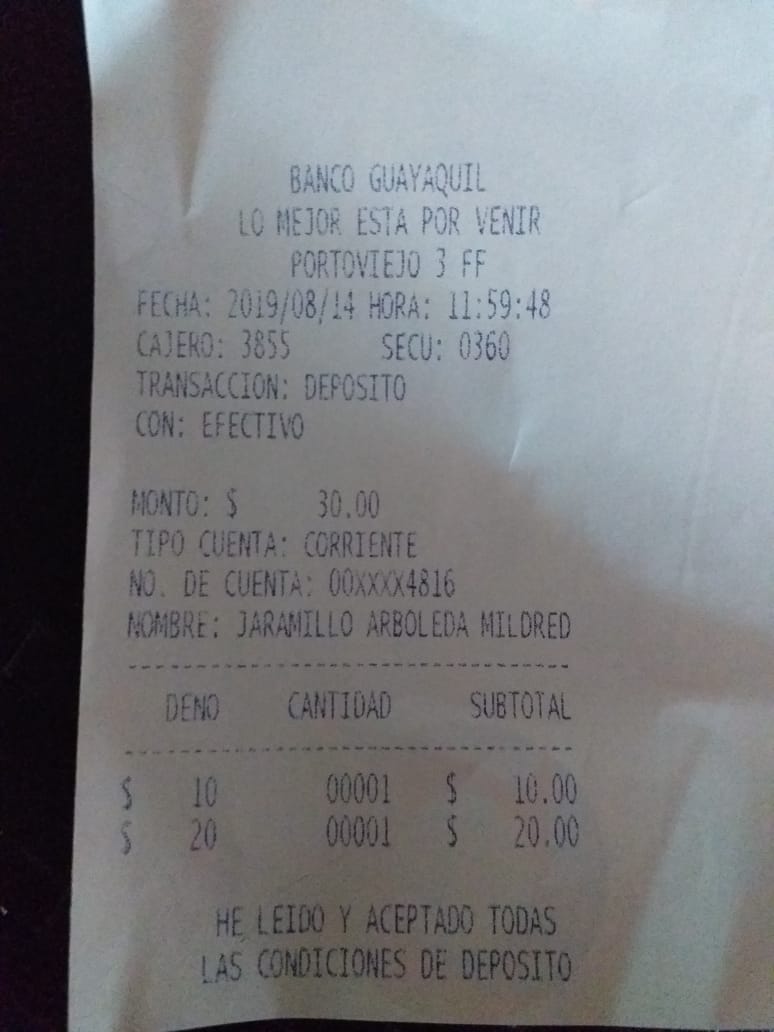 BANCO GUAYAQUIL
LO MEJOR ESTA POR VENIR
PORTOVIEJO 3 FF
FECHA: 2019/08/14 HORA: 11:59:48
CAJERO: 3855 SECU: 0360
TRANSACCION: DEPOSITO
CON: EFECTIVO
MONTO: $ 30.00
TIPO CUENTA: CORRIENTE
NO. DE CUENTA: 00XXXX4816
NOMBRE: JARAMILLO ARBOLEDA MILDRED
------------------------------------------
DENO CANTIDAD SUBTOTAL
------------------------------------------
$ 10 00001 $ 10.00
$ 20 00001 $ 20.00
HE LEIDO Y ACEPTADO TODAS
LAS CONDICIONES DE DEPOSITO